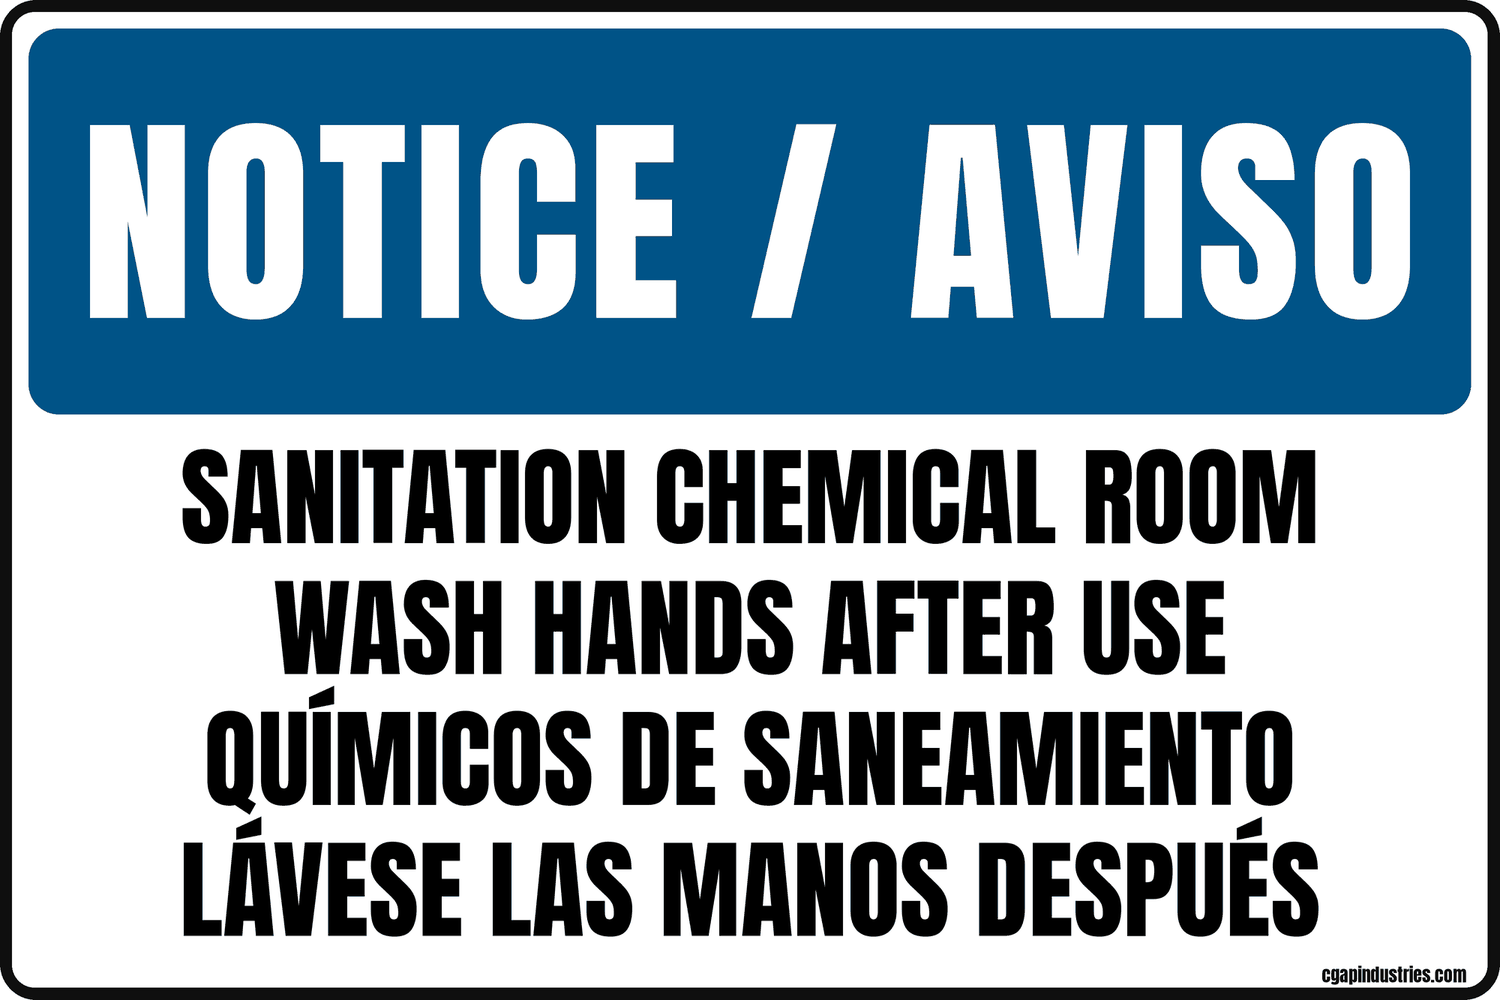 NOTICE / AVISO
SANITATION CHEMICAL ROOM
WASH HANDS AFTER USE
QUÍMICOS DE SANEAMIENTO
LÁVESE LAS MANOS DESPUÉS
cgapindustries.com